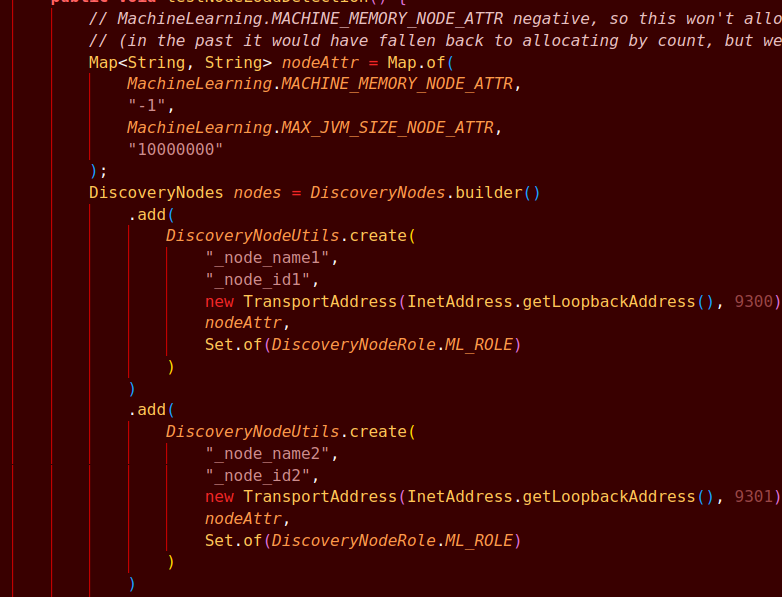 public void testNodeLoadDetection() {
// MachineLearning.MACHINE_MEMORY_NODE_ATTR negative, so this won't allo
// (in the past it would have fallen back to allocating by count, but we
Map<String, String> nodeAttr = Map.of(
MachineLearning.MACHINE_MEMORY_NODE_ATTR,
"-1",
MachineLearning.MAX_JVM_SIZE_NODE_ATTR,
"10000000"
);
DiscoveryNodes nodes = DiscoveryNodes.builder()
.add(
DiscoveryNodeUtils.create(
"_node_name1",
"_node_id1",
new TransportAddress(InetAddress.getLoopbackAddress(), 9300)
nodeAttr,
Set.of(DiscoveryNodeRole.ML_ROLE)
)
)
.add(
DiscoveryNodeUtils.create(
"_node_name2",
"_node_id2",
new TransportAddress(InetAddress.getLoopbackAddress(), 9301)
nodeAttr,
Set.of(DiscoveryNodeRole.ML_ROLE)
)
)